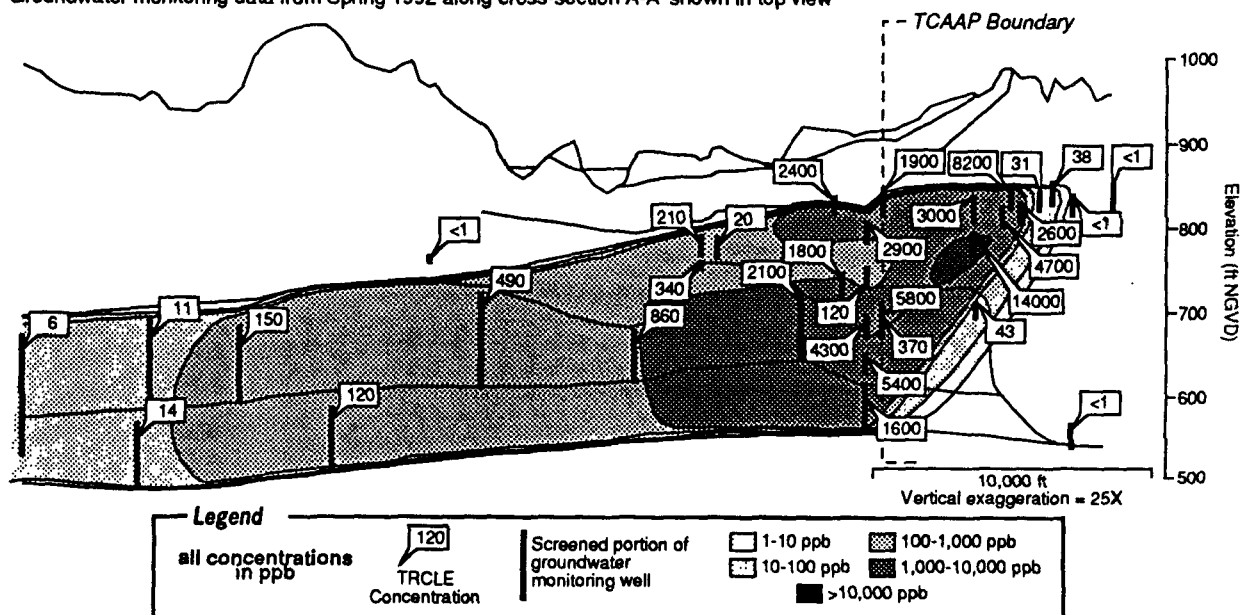 Groundwater monitoring data from Spring 1992 along cross section A-A' shown in top view
TCAAP Boundary
1000
900
800
700
600
500
Elevation (ft NGVD)
2400
1900
8200
31
38
<1
210
20
<1
3000
2600
<1
1800
2900
4700
340
2100
490
5800
14000
6
11
150
860
120
43
4300
370
5400
14
120
<1
1600
10,000 ft
Vertical exaggeration = 25X
Legend
all concentrations
in ppb
120
TRCLE
Concentration
Screened portion of
groundwater
monitoring well
1-10 ppb
100-1,000 ppb
10-100 ppb
1,000-10,000 ppb
>10,000 ppb